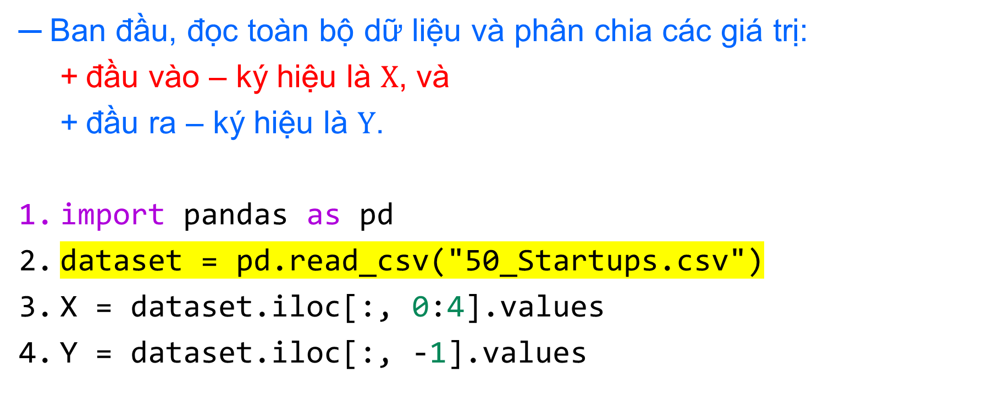 — Ban đầu, đọc toàn bộ dữ liệu và phân chia các giá trị:
+ đầu vào – ký hiệu là X, và
+ đầu ra – ký hiệu là Y.
1. import pandas as pd
2. dataset = pd.read_csv("50_Startups.csv")
3. X = dataset.iloc[:, 0:4].values
4. Y = dataset.iloc[:, -1].values